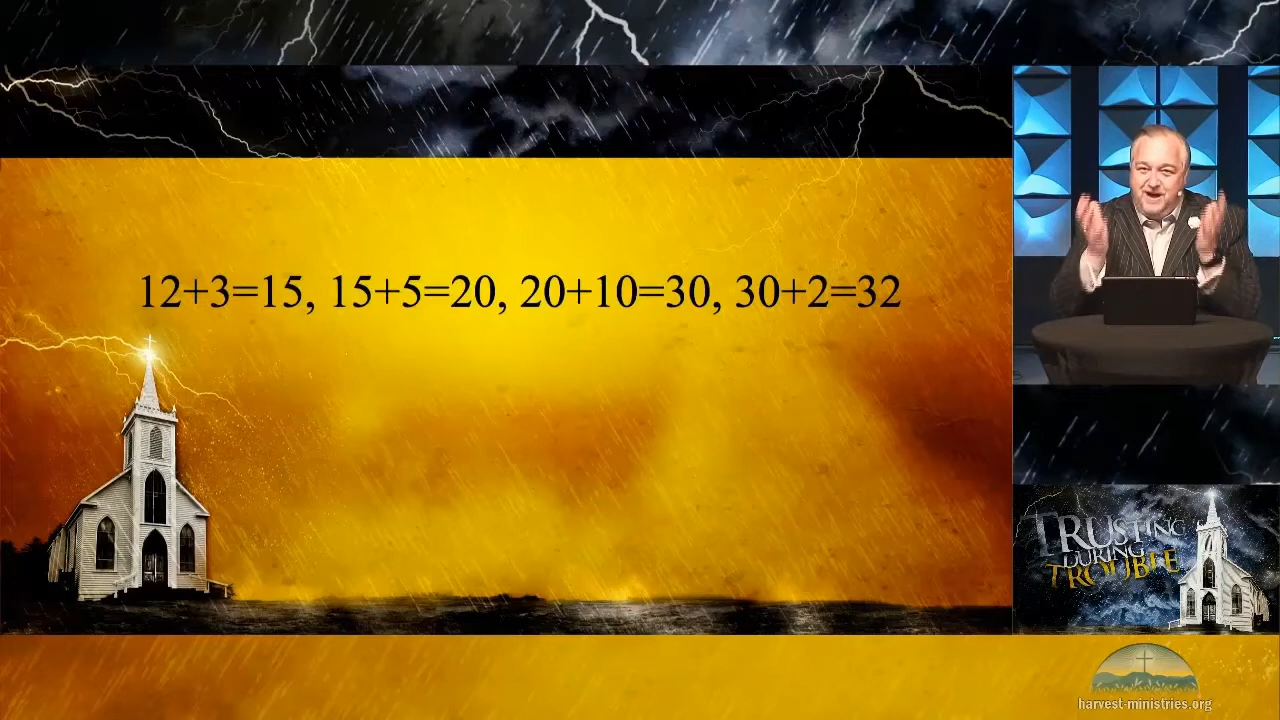 12+3=15, 15+5=20, 20+10=30, 30+2=32
TRUSTING
DURING
TROUBLE
harvest-ministries.org